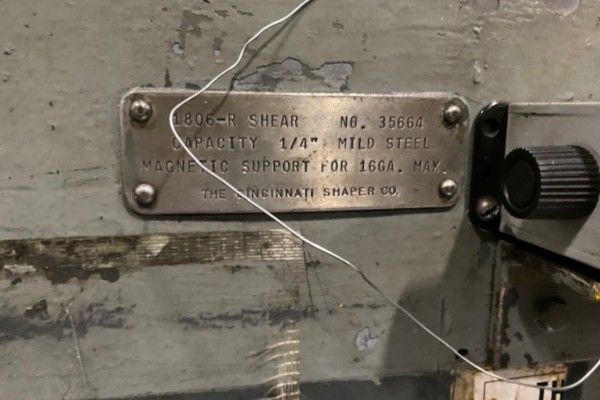 1806-R SHEAR NO. 35664
CAPACITY 1/4" MILD STEEL
MAGNETIC SUPPORT FOR 16GA. MAX.
THE CINCINNATI SHAPER CO.